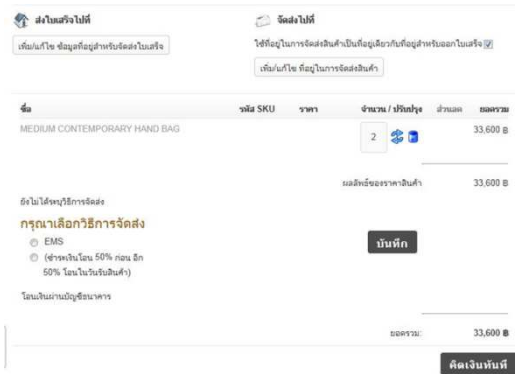 ส่งใบเสร็จไปที่
จัดส่งไปที่
เพิ่ม/แก้ไข ข้อมูลที่อยู่สำหรับจัดส่งใบเสร็จ
ใช้ที่อยู่ในการจัดส่งสินค้าเป็นที่อยู่เดียวกับที่อยู่สำหรับออกใบเสร็จ
เพิ่ม/แก้ไข ที่อยู่ในการจัดส่งสินค้า
ชื่อ รหัส SKU ราคา จำนวน / ปรับปรุง ส่วนลด ยอดรวม
MEDIUM CONTEMPORARY HAND BAG 2 33,600 ฿
ผลลัพธ์ของราคาสินค้า 33,600 ฿
ยังไม่ได้ระบุวิธีการจัดส่ง
กรุณาเลือกวิธีการจัดส่ง
EMS
(ชำระเงินโอน 50% ก่อน อีก
50% โอนในวันรับสินค้า)
บันทึก
โอนเงินผ่านบัญชีธนาคาร
ยอดรวม: 33,600 ฿
คิดเงินทันที